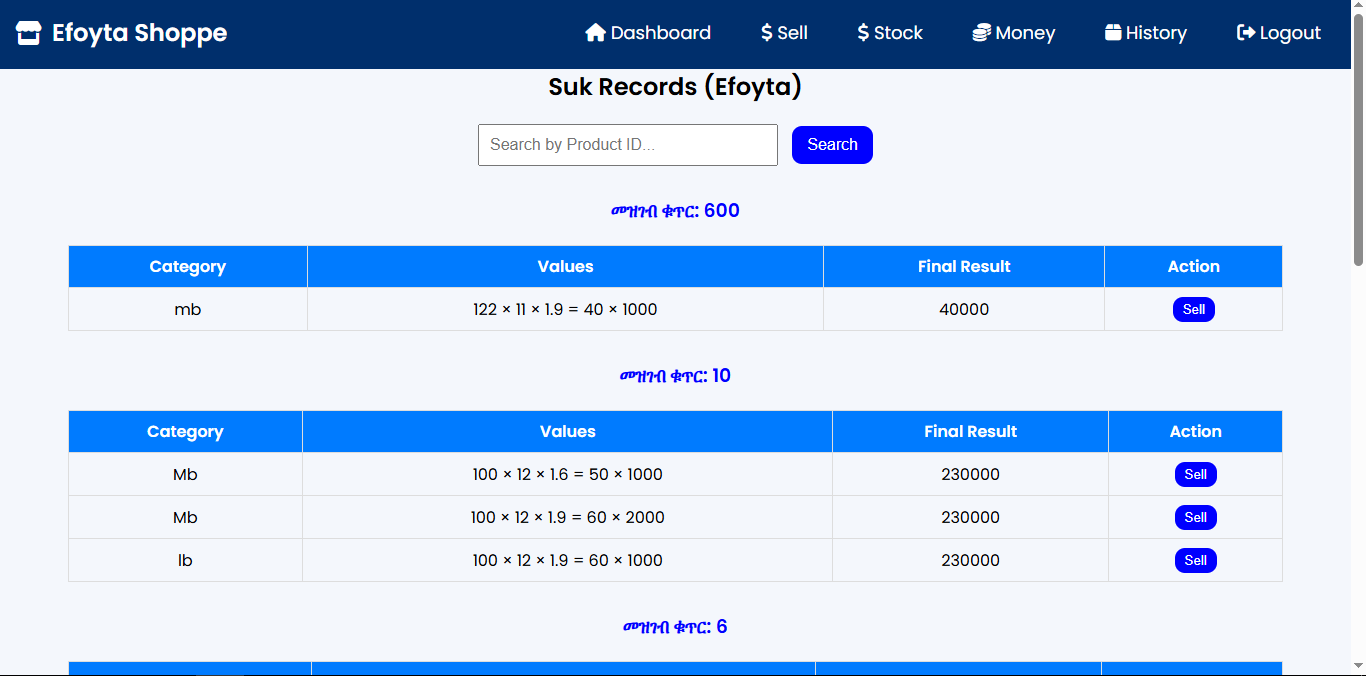 Efoyta Shoppe Dashboard Sell Stock Money History Logout
Suk Records (Efoyta)
Search by Product ID... Search
መዝገብ ቁጥር: 600
Category Values Final Result Action
mb 122 × 11 × 1.9 = 40 × 1000 40000 Sell
መዝገብ ቁጥር: 10
Category Values Final Result Action
Mb 100 × 12 × 1.6 = 50 × 1000 230000 Sell
Mb 100 × 12 × 1.9 = 60 × 2000 230000 Sell
lb 100 × 12 × 1.9 = 60 × 1000 230000 Sell
መዝገብ ቁጥር: 6